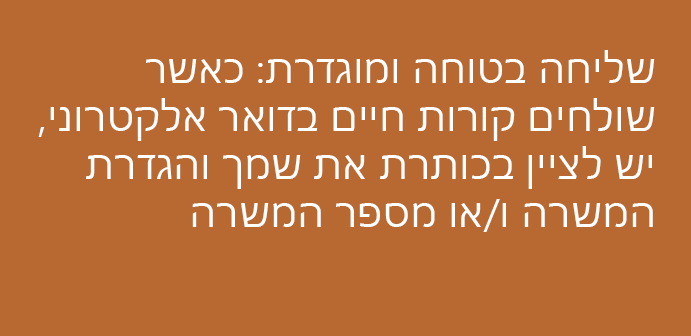 שליחה בטוחה ומוגדרת: כאשר
שולחים קורות חיים בדואר אלקטרוני,
יש לציין בכותרת את שמך והגדרת
המשרה ו/או מספר המשרה